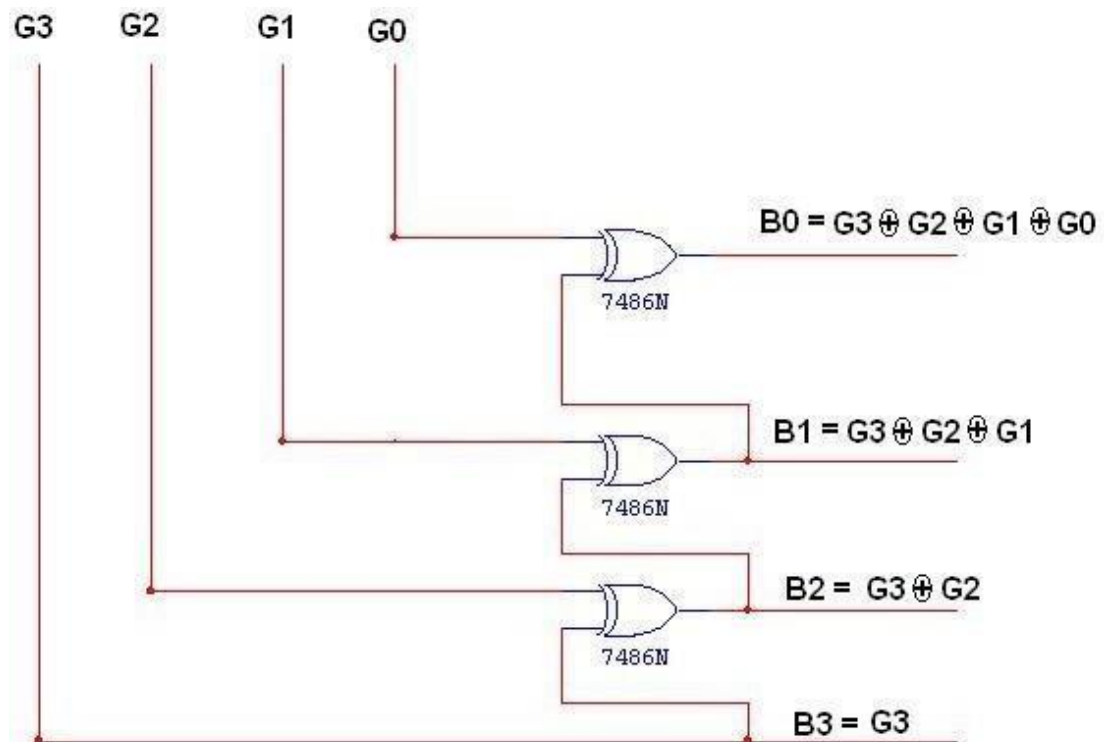 G3 G2 G1 G0
B0 = G3 ⊕ G2 ⊕ G1 ⊕ G0
7486N
B1 = G3 ⊕ G2 ⊕ G1
7486N
B2 = G3 ⊕ G2
7486N
B3 = G3